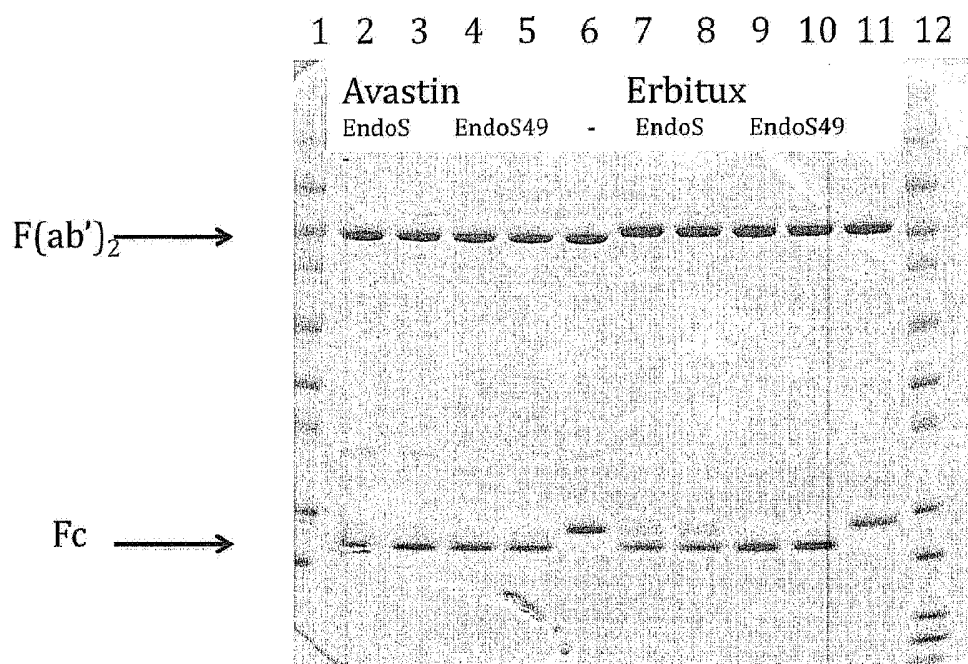 1 2 3 4 5 6 7 8 9 10 11 12
Avastin Erbitux
EndoS EndoS49 - EndoS EndoS49
F(ab')₂
Fc